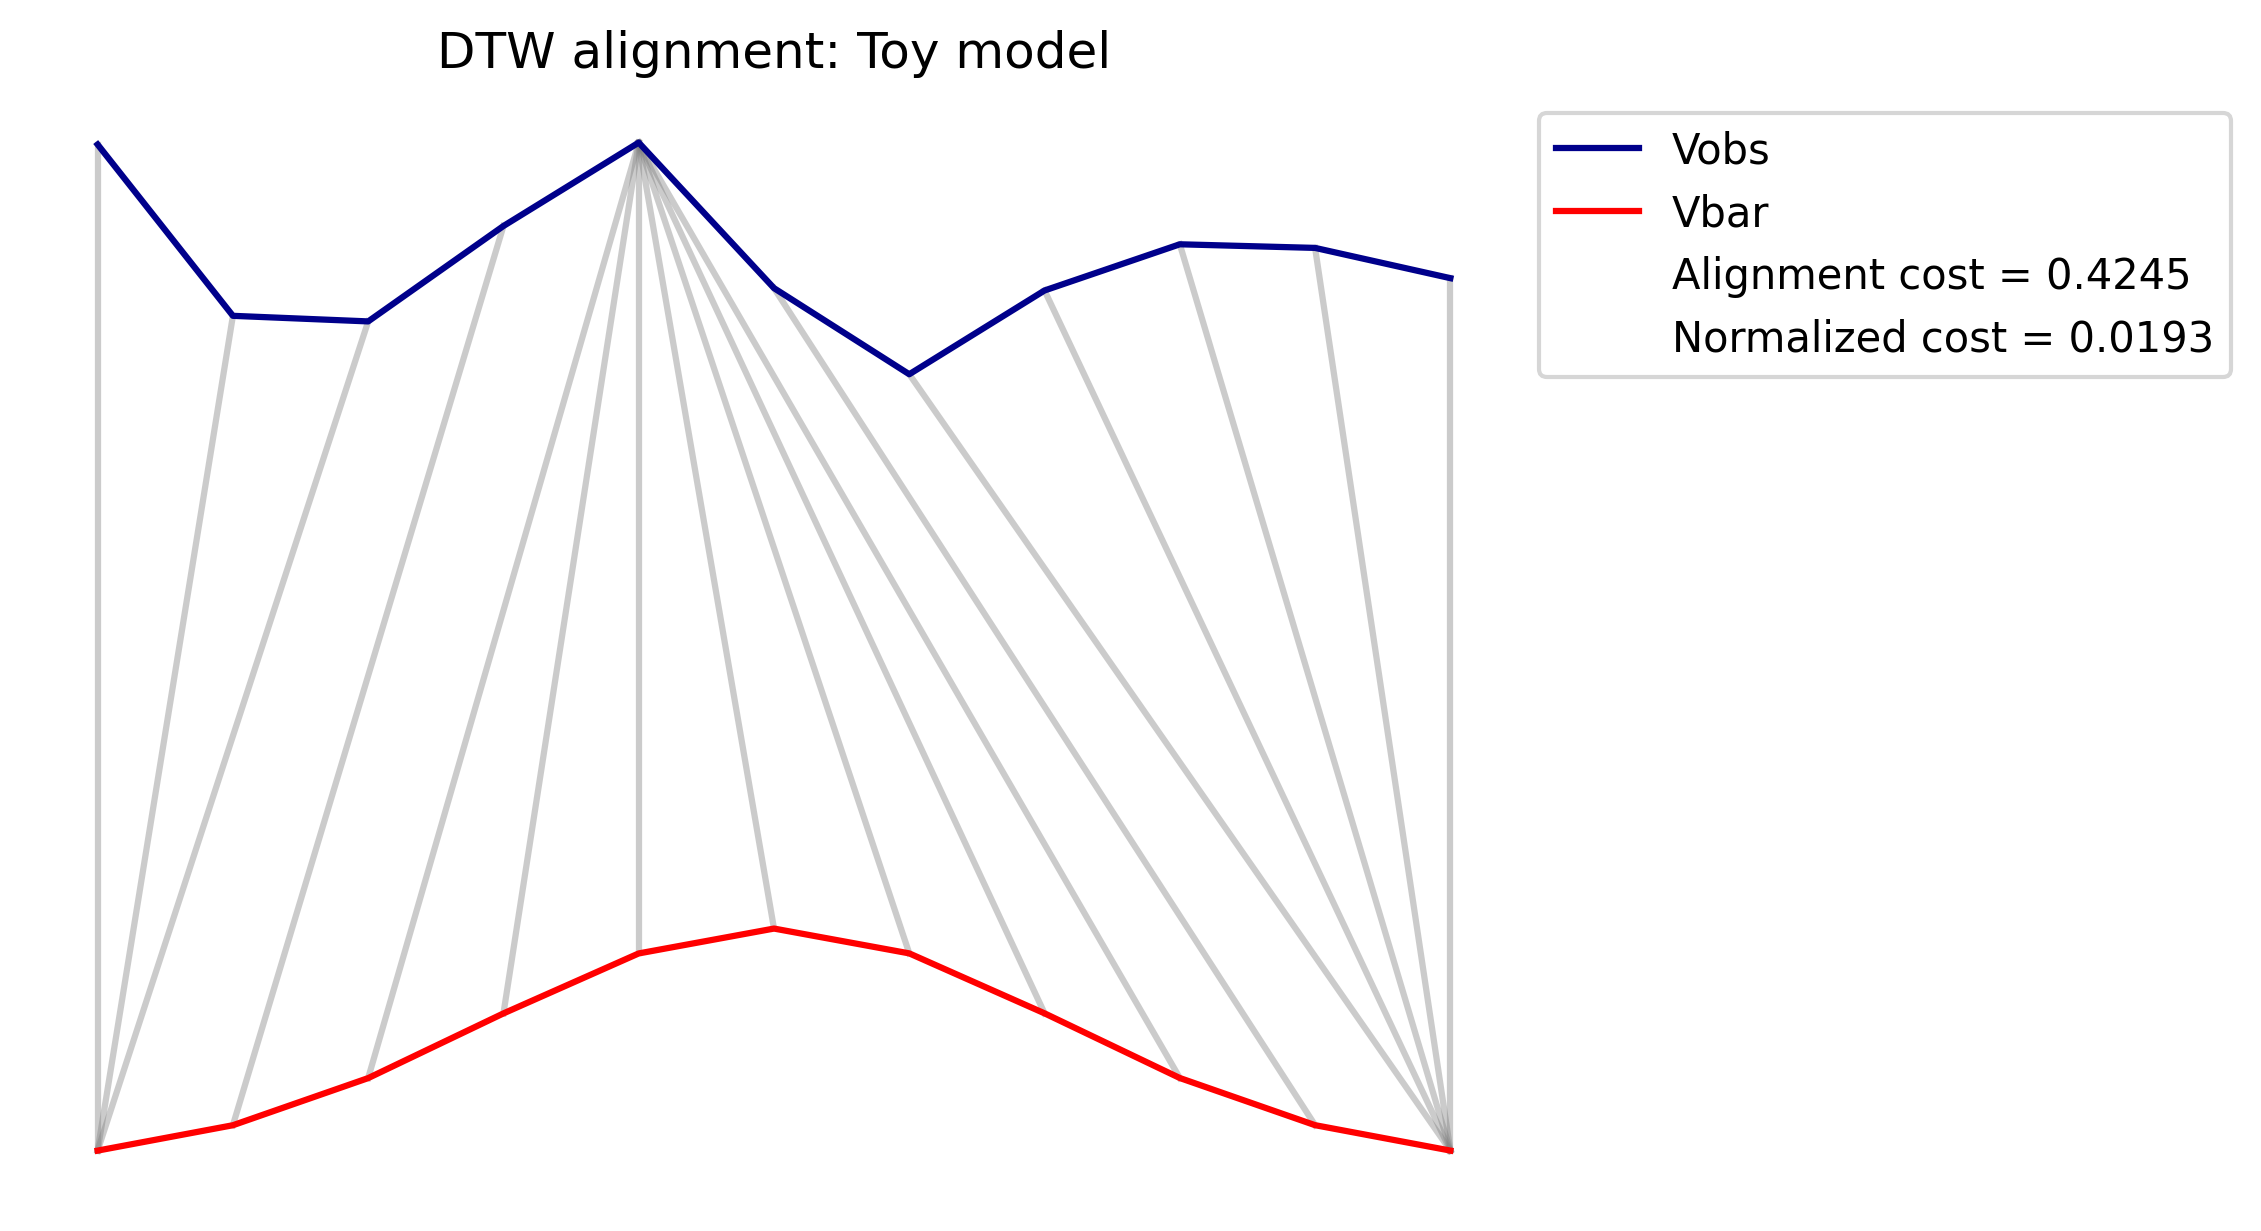 DTW alignment: Toy model
Vobs
Vbar
Alignment cost = 0.4245
Normalized cost = 0.0193